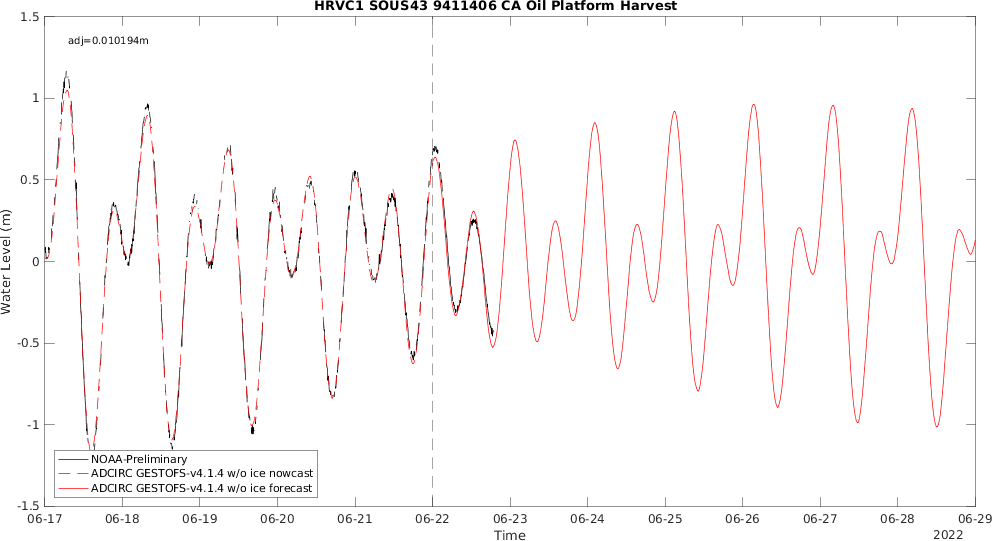 HRVC1 SOUS43 9411406 CA Oil Platform Harvest
adj=0.010194m
Water Level (m)
1.5
1
0.5
0
-0.5
-1
-1.5
NOAA-Preliminary
ADCIRC GESTOFS-v4.1.4 w/o ice nowcast
ADCIRC GESTOFS-v4.1.4 w/o ice forecast
06-17 06-18 06-19 06-20 06-21 06-22 06-23 06-24 06-25 06-26 06-27 06-28 06-29
Time
2022